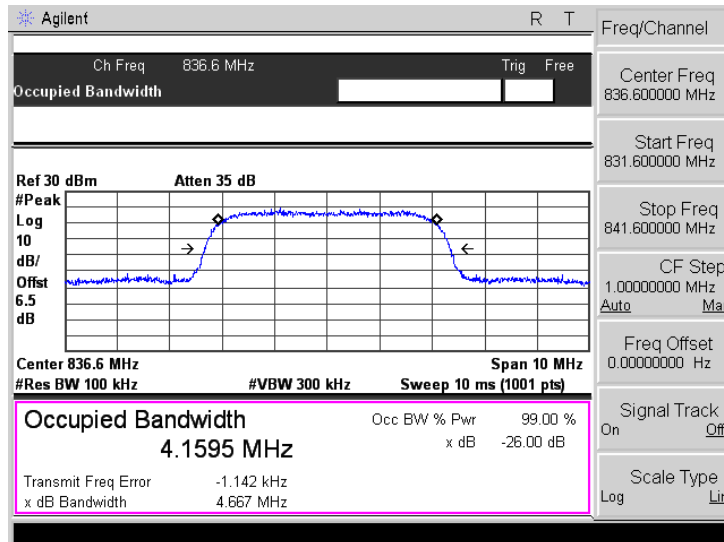 Agilent R T
Freq/Channel
Ch Freq 836.6 MHz Trig Free
Occupied Bandwidth
Center Freq
836.600000 MHz
Start Freq
831.600000 MHz
Stop Freq
841.600000 MHz
CF Step
1.00000000 MHz
Auto Ma
Freq Offset
0.00000000 Hz
Signal Track
On Off
Scale Type
Log Lin
Ref 30 dBm Atten 35 dB
#Peak
Log
10
dB/
Offst
6.5
dB
Center 836.6 MHz Span 10 MHz
#Res BW 100 kHz #VBW 300 kHz Sweep 10 ms (1001 pts)
Occupied Bandwidth Occ BW % Pwr 99.00 %
4.1595 MHz x dB -26.00 dB
Transmit Freq Error -1.142 kHz
x dB Bandwidth 4.667 MHz